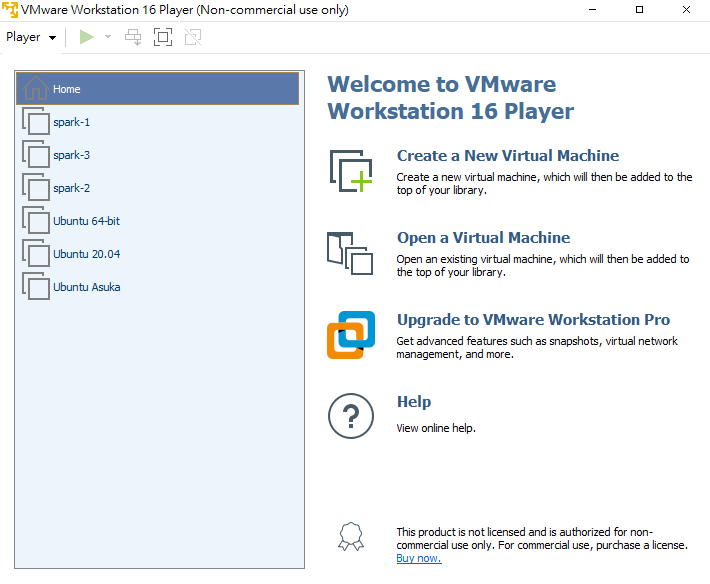 VMware Workstation 16 Player (Non-commercial use only)
Player
Home
spark-1
spark-3
spark-2
Ubuntu 64-bit
Ubuntu 20.04
Ubuntu Asuka
Welcome to VMware
Workstation 16 Player
Create a New Virtual Machine
Create a new virtual machine, which will then be added to the
top of your library.
Open a Virtual Machine
Open an existing virtual machine, which will then be added to
the top of your library.
Upgrade to VMware Workstation Pro
Get advanced features such as snapshots, virtual network
management, and more.
Help
View online help.
This product is not licensed and is authorized for non-
commercial use only. For commercial use, purchase a license.
Buy now.